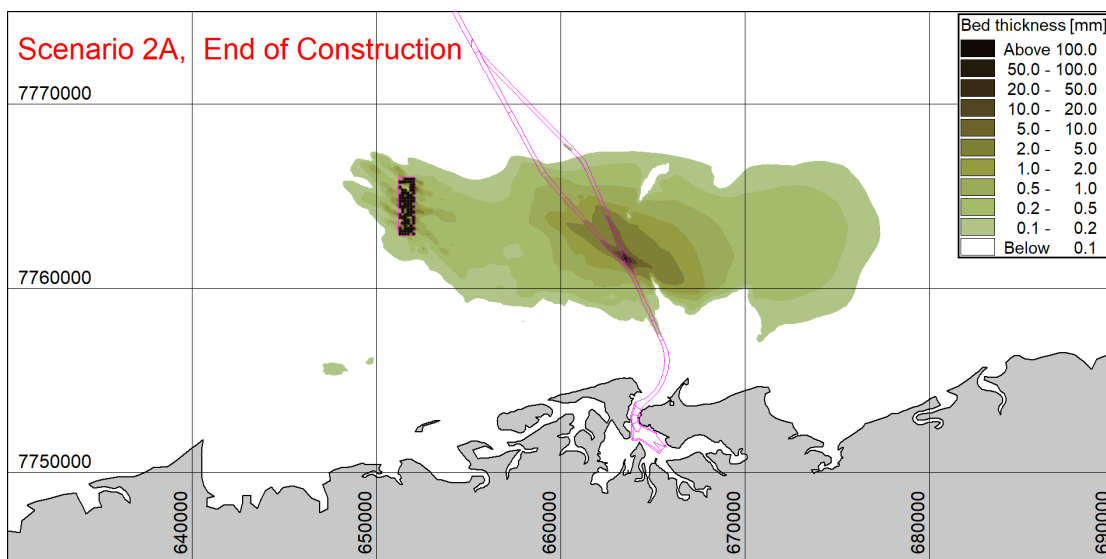 Scenario 2A, End of Construction
Bed thickness [mm]
Above 100.0
50.0 - 100.0
20.0 - 50.0
10.0 - 20.0
5.0 - 10.0
2.0 - 5.0
1.0 - 2.0
0.5 - 1.0
0.2 - 0.5
0.1 - 0.2
Below 0.1
7770000
7760000
7750000
640000
650000
660000
670000
680000
690000